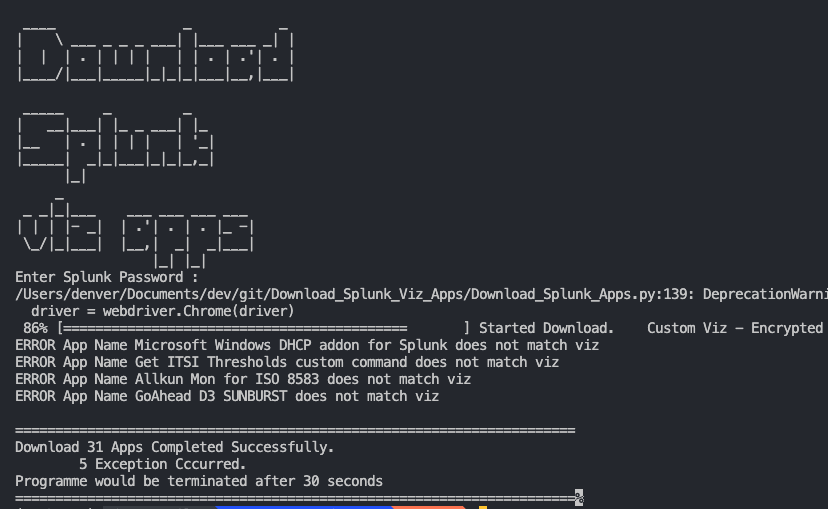 Download
Splunk
viz apps
Enter Splunk Password :
/Users/denver/Documents/dev/git/Download_Splunk_Viz_Apps/Download_Splunk_Apps.py:139: DeprecationWarni
driver = webdriver.Chrome(driver)
86% [=========================================== ] Started Download. Custom Viz - Encrypted
ERROR App Name Microsoft Windows DHCP addon for Splunk does not match viz
ERROR App Name Get ITSI Thresholds custom command does not match viz
ERROR App Name Allkun Mon for ISO 8583 does not match viz
ERROR App Name GoAhead D3 SUNBURST does not match viz
======================================================================
Download 31 Apps Completed Successfully.
5 Exception Cccurred.
Programme would be terminated after 30 seconds
======================================================================%